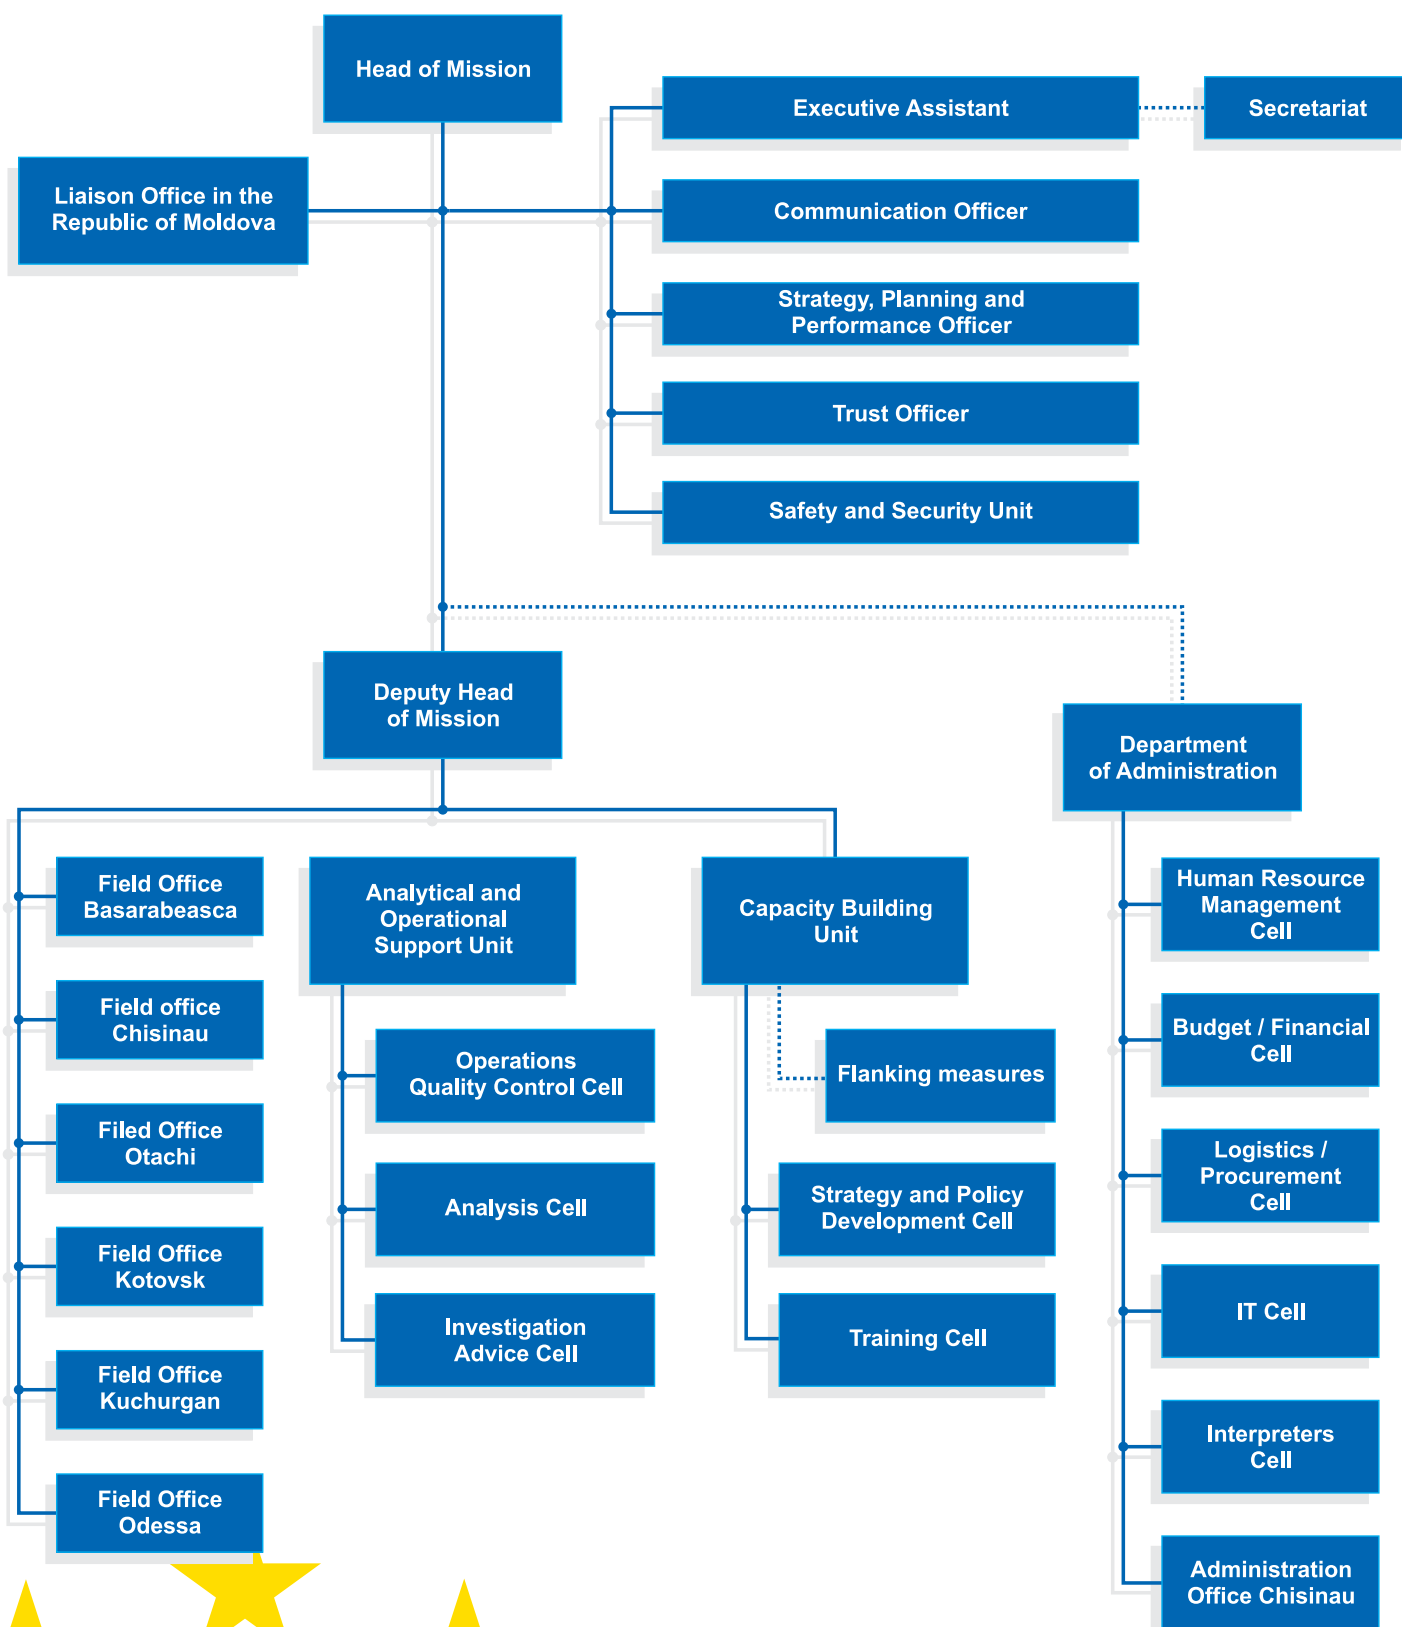 Head of Mission
Executive Assistant
Secretariat
Liaison Office in the
Republic of Moldova
Communication Officer
Strategy, Planning and
Performance Officer
Trust Officer
Safety and Security Unit
Deputy Head
of Mission
Department
of Administration
Field Office
Basarabeasca
Field office
Chisinau
Filed Office
Otachi
Field Office
Kotovsk
Field Office
Kuchurgan
Field Office
Odessa
Analytical and
Operational
Support Unit
Operations
Quality Control Cell
Analysis Cell
Investigation
Advice Cell
Capacity Building
Unit
Flanking measures
Strategy and Policy
Development Cell
Training Cell
Human Resource
Management
Cell
Budget / Financial
Cell
Logistics /
Procurement
Cell
IT Cell
Interpreters
Cell
Administration
Office Chisinau